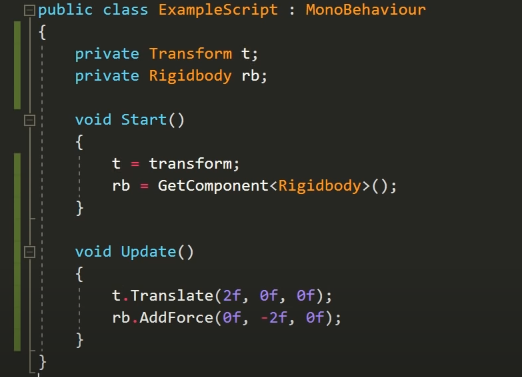 public class ExampleScript : MonoBehaviour
{
private Transform t;
private Rigidbody rb;
void Start()
{
t = transform;
rb = GetComponent<Rigidbody>();
}
void Update()
{
t.Translate(2f, 0f, 0f);
rb.AddForce(0f, -2f, 0f);
}
}